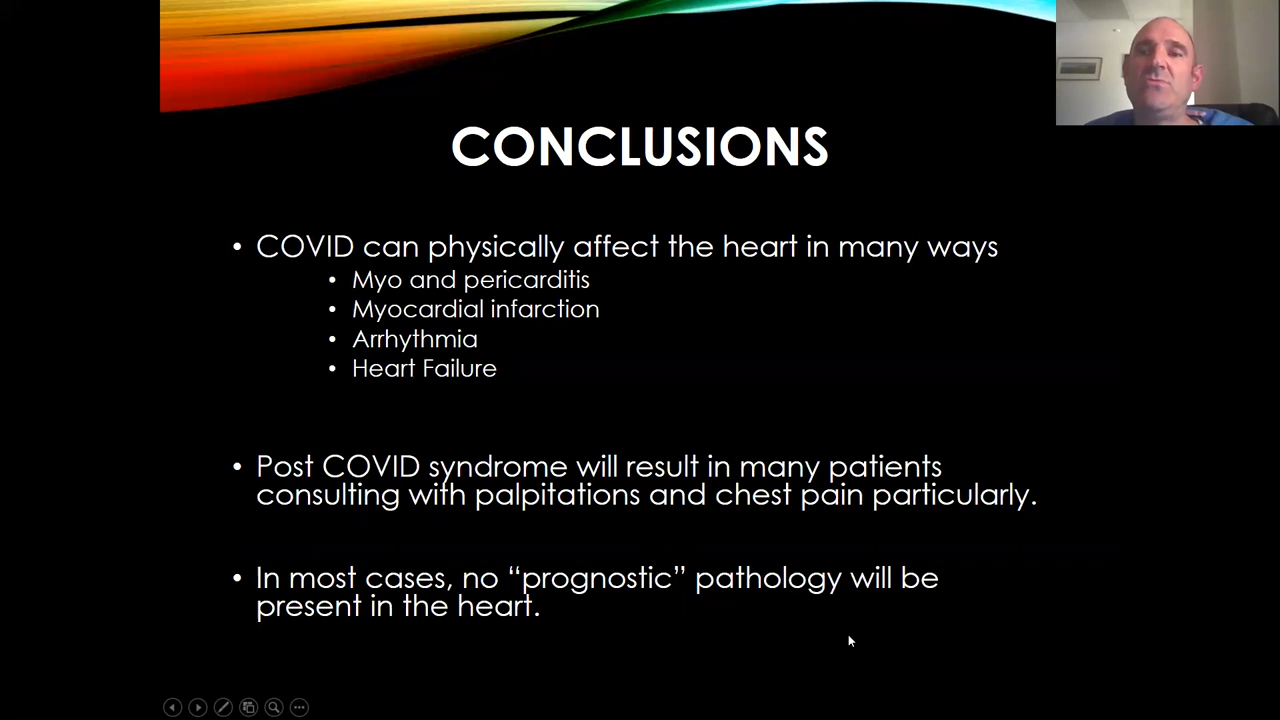 CONCLUSIONS
• COVID can physically affect the heart in many ways
• Myo and pericarditis
• Myocardial infarction
• Arrhythmia
• Heart Failure
• Post COVID syndrome will result in many patients
consulting with palpitations and chest pain particularly.
• In most cases, no “prognostic” pathology will be
present in the heart.